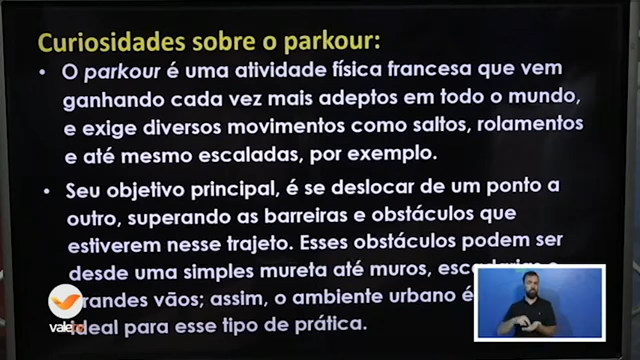 Curiosidades sobre o parkour:
• O parkour é uma atividade física francesa que vem
ganhando cada vez mais adeptos em todo o mundo,
e exige diversos movimentos como saltos, rolamentos
e até mesmo escaladas, por exemplo.
• Seu objetivo principal, é se deslocar de um ponto a
outro, superando as barreiras e obstáculos que
estiverem nesse trajeto. Esses obstáculos podem ser
desde uma simples mureta até muros,
vãos; assim, o ambiente urbano é
ideal para esse tipo de prática.